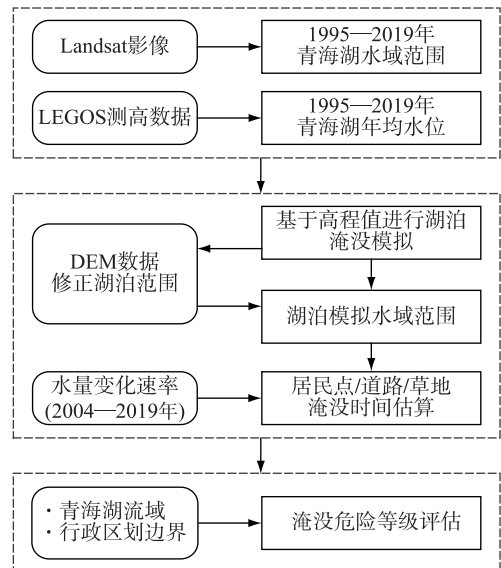 Landsat影像
1995—2019年
青海湖水域范围
LEGOS测高数据
1995—2019年
青海湖年均水位
基于高程值进行湖泊
淹没模拟
DEM数据
修正湖泊范围
湖泊模拟水域范围
水量变化速率
(2004—2019年)
居民点/道路/草地
淹没时间估算
· 青海湖流域
· 行政区划边界
淹没危险等级评估